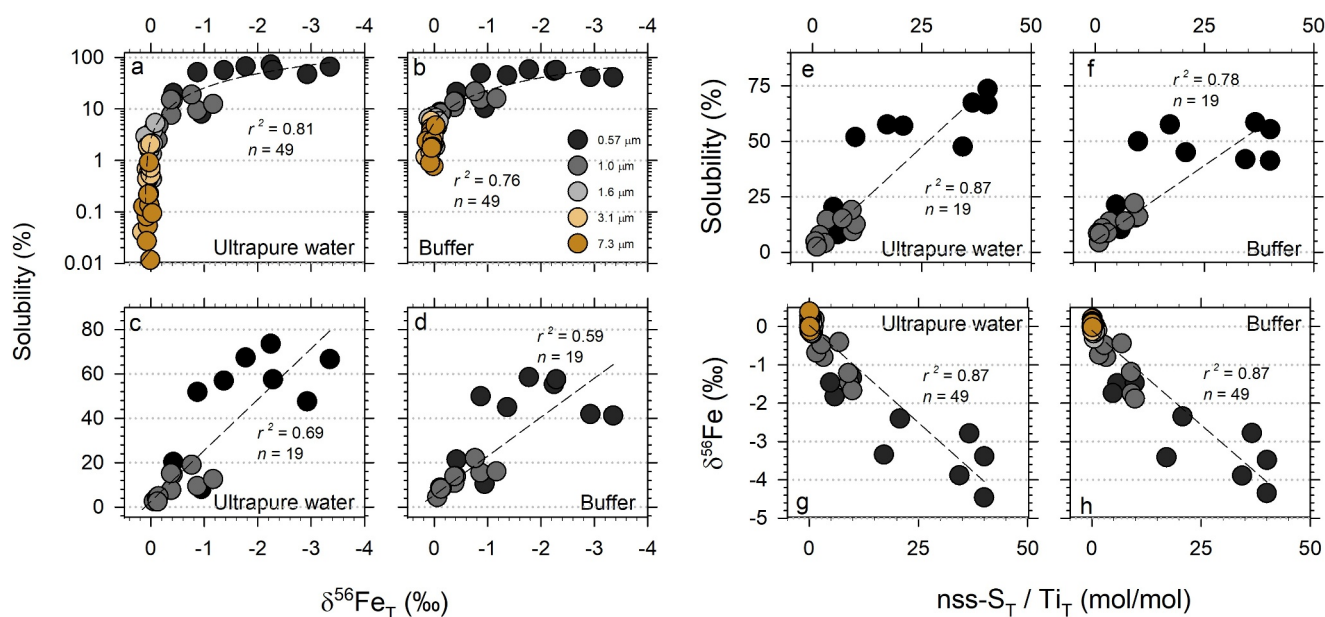 0 -1 -2 -3 -4
0 -1 -2 -3 -4
100
10
1
0.1
0.01
a
r² = 0.81
n = 49
Ultrapure water
b
0.57 μm
1.0 μm
1.6 μm
3.1 μm
7.3 μm
r² = 0.76
n = 49
Buffer
Solubility (%)
80
60
40
20
0
c
r² = 0.69
n = 19
Ultrapure water
d
r² = 0.59
n = 19
Buffer
0 -1 -2 -3 -4
0 -1 -2 -3 -4
δ⁵⁶Fe_T (‰)
0 25 50
0 25 50
Solubility (%)
75
50
25
0
e
r² = 0.87
n = 19
Ultrapure water
f
r² = 0.78
n = 19
Buffer
δ⁵⁶Fe (‰)
0
-1
-2
-3
-4
-5
Ultrapure water
r² = 0.87
n = 49
g
Buffer
r² = 0.87
n = 49
h
0 25 50
0 25 50
nss-S_T / Ti_T (mol/mol)